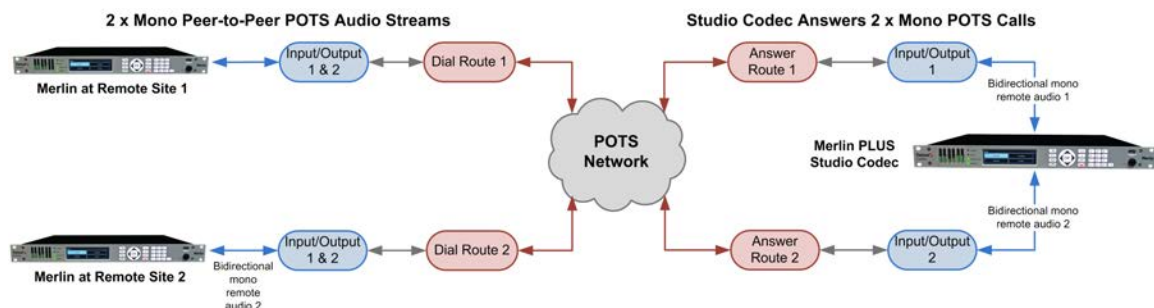 2 x Mono Peer-to-Peer POTS Audio Streams
Studio Codec Answers 2 x Mono POTS Calls
Input/Output
1 & 2
Dial Route 1
Answer
Route 1
Input/Output
1
Merlin at Remote Site 1
Bidirectional mono
remote audio 1
POTS
Network
Merlin PLUS
Studio Codec
Bidirectional mono
remote audio 2
Input/Output
1 & 2
Dial Route 2
Answer
Route 2
Input/Output
2
Merlin at Remote Site 2
Bidirectional
mono
remote
audio 2